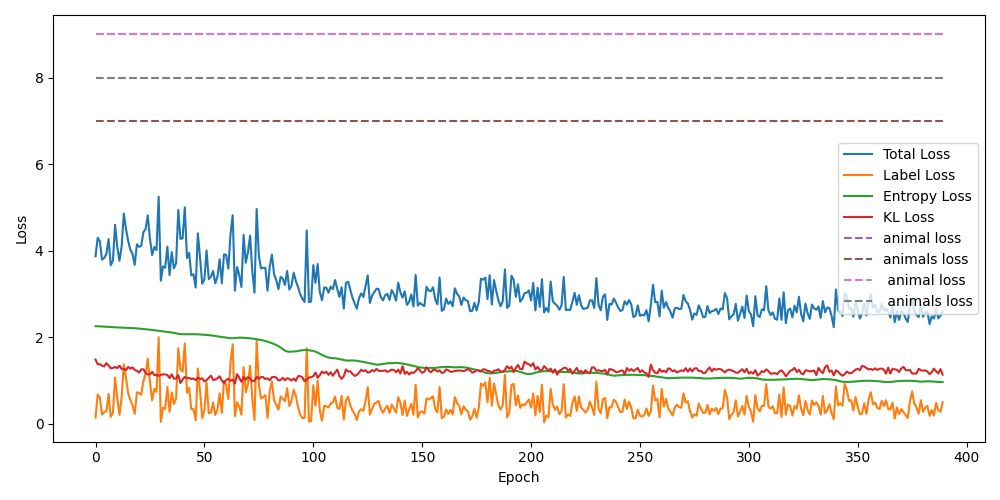 8
6
4
2
0
Loss
0 50 100 150 200 250 300 350 400
Epoch
Total Loss
Label Loss
Entropy Loss
KL Loss
animal loss
animals loss
animal loss
animals loss